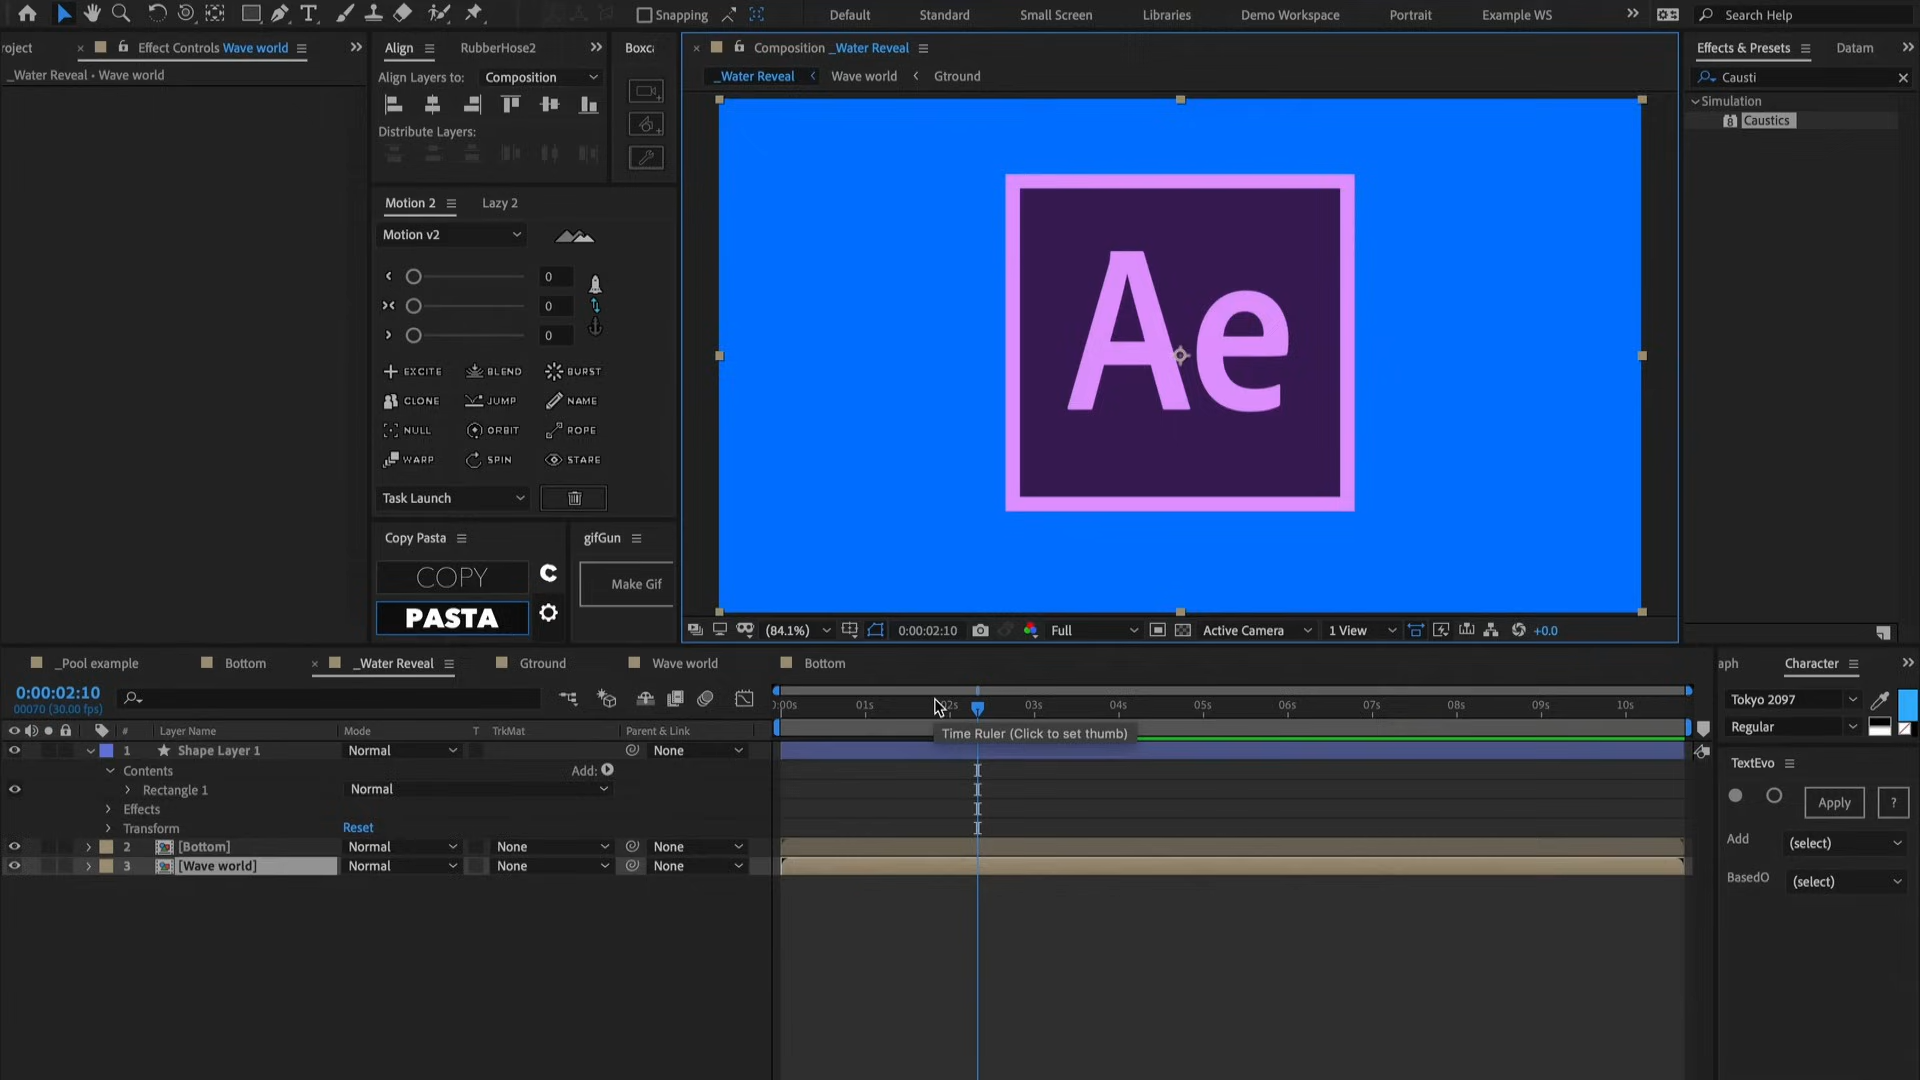 Snapping
Default
Standard
Small Screen
Libraries
Demo Workspace
Portrait
Example WS
Search Help
roject
Effect Controls Wave world
_Water Reveal • Wave world
Align
RubberHose2
Boxca
Align Layers to:
Composition
Distribute Layers:
Motion 2
Lazy 2
Motion v2
0
0
0
EXCITE
BLEND
BURST
CLONE
JUMP
NAME
NULL
ORBIT
ROPE
WARP
SPIN
STARE
Task Launch
Copy Pasta
gifGun
COPY
C
Make Gif
PASTA
Composition _Water Reveal
_Water Reveal
Wave world
Gtround
Ae
(84.1%)
0:00:02:10
Full
Active Camera
1 View
+0.0
Effects & Presets
Datam
Causti
Simulation
8
Caustics
_Pool example
Bottom
_Water Reveal
Gtround
Wave world
Bottom
0:00:02:10
00070 (30.00 fps)
:00s
01s
02s
03s
04s
05s
06s
07s
08s
09s
10s
Time Ruler (Click to set thumb)
#
Layer Name
Mode
T
TrkMat
Parent & Link
1
Shape Layer 1
Normal
None
Contents
Add:
Rectangle 1
Normal
Effects
Transform
Reset
2
[Bottom]
Normal
None
None
3
[Wave world]
Normal
None
None
aph
Character
Tokyo 2097
Regular
TextEvo
Apply
?
Add
(select)
BasedO
(select)